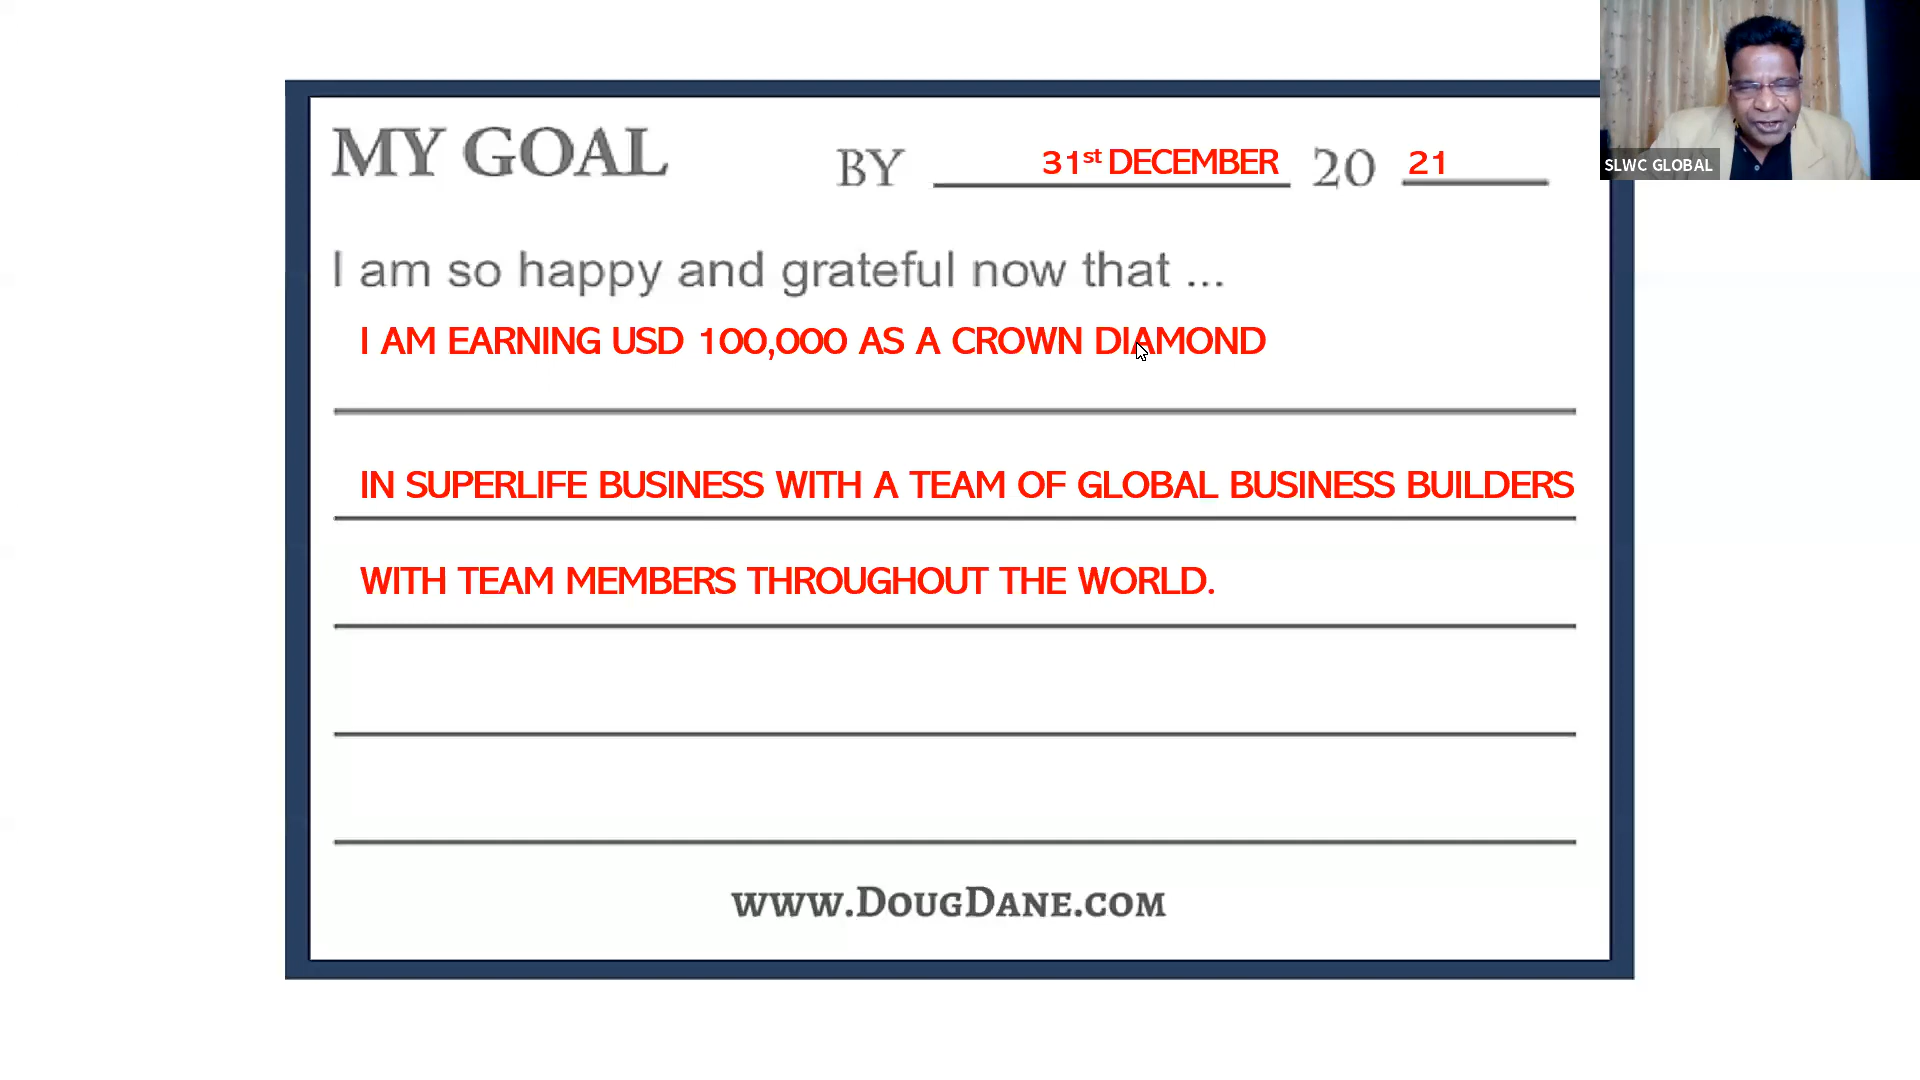 MY GOAL BY 31st DECEMBER 20 21
SLWC GLOBAL
I am so happy and grateful now that ...
I AM EARNING USD 100,000 AS A CROWN DIAMOND
IN SUPERLIFE BUSINESS WITH A TEAM OF GLOBAL BUSINESS BUILDERS
WITH TEAM MEMBERS THROUGHOUT THE WORLD.
WWW.DOUGDANE.COM